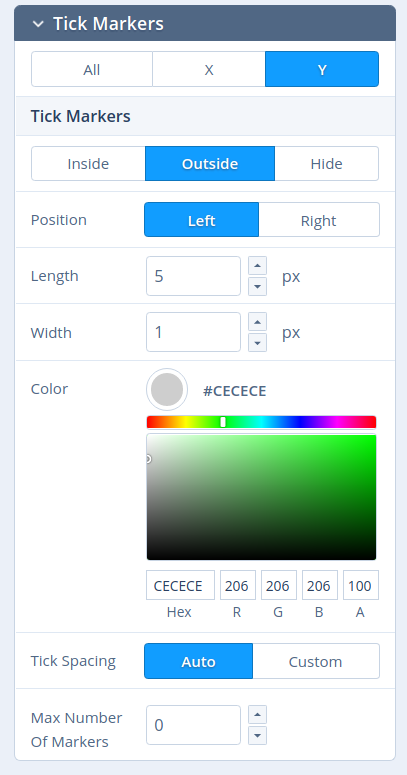 Tick Markers
All X Y
Tick Markers
Inside Outside Hide
Position Left Right
Length 5 px
Width 1 px
Color #CECECE
CECECE 206 206 206 100
Hex R G B A
Tick Spacing Auto Custom
Max Number
Of Markers 0